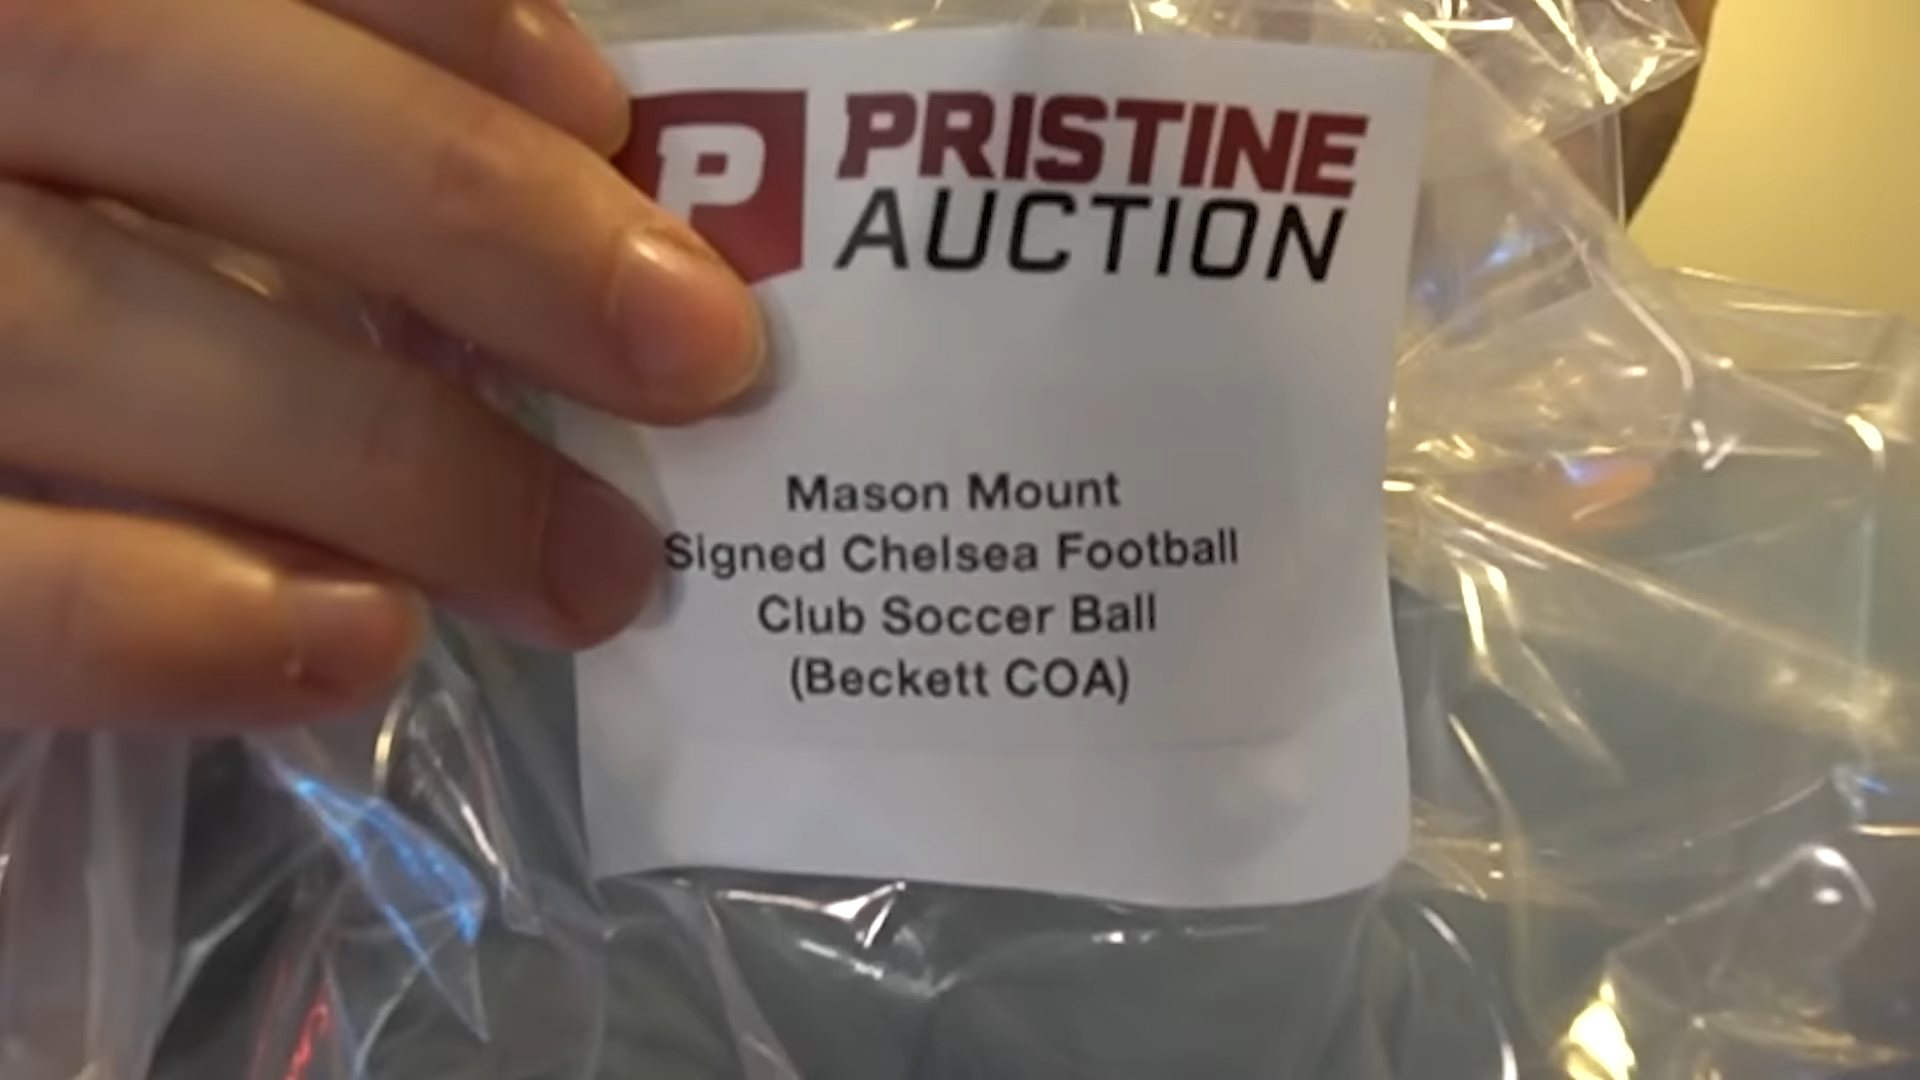 P
PRISTINE
AUCTION
Mason Mount
Signed Chelsea Football
Club Soccer Ball
(Beckett COA)